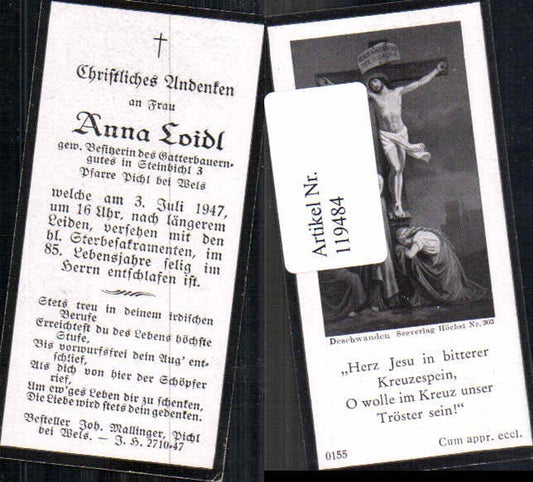 Christliches Andenken
an Frau
Anna Loidl
gew. Besitzerin des Gatterbauern-
gutes in Steinbichl 3
Pfarre Pichl bei Wels
welche am 3. Juli 1947,
um 16 Uhr, nach längerem
Leiden, versehen mit den
hl. Sterbesakramenten, im
85. Lebensjahre selig im
Herrn entschlafen ist.
Stets treu in deinem irdischen
Berufe
Erreichtest du des Lebens höchste
Stufe,
Bis vorwurfsfrei dein Aug' ent-
schlief,
Als dich von hier der Schöpfer
rief,
Um ew'ges Leben dir zu schenken,
Die Liebe wird stets dein gedenken.
Besteller Joh. Mallinger, Pichl
bei Wels. — J. H. 2710-47
Artikel Nr.
119484
Deschwanden Seeverlag Höchst Nr. 303
„Herz Jesu in bitterer
Kreuzespein,
O wolle im Kreuz unser
Tröster sein!"
Cum appr. eccl.
0155